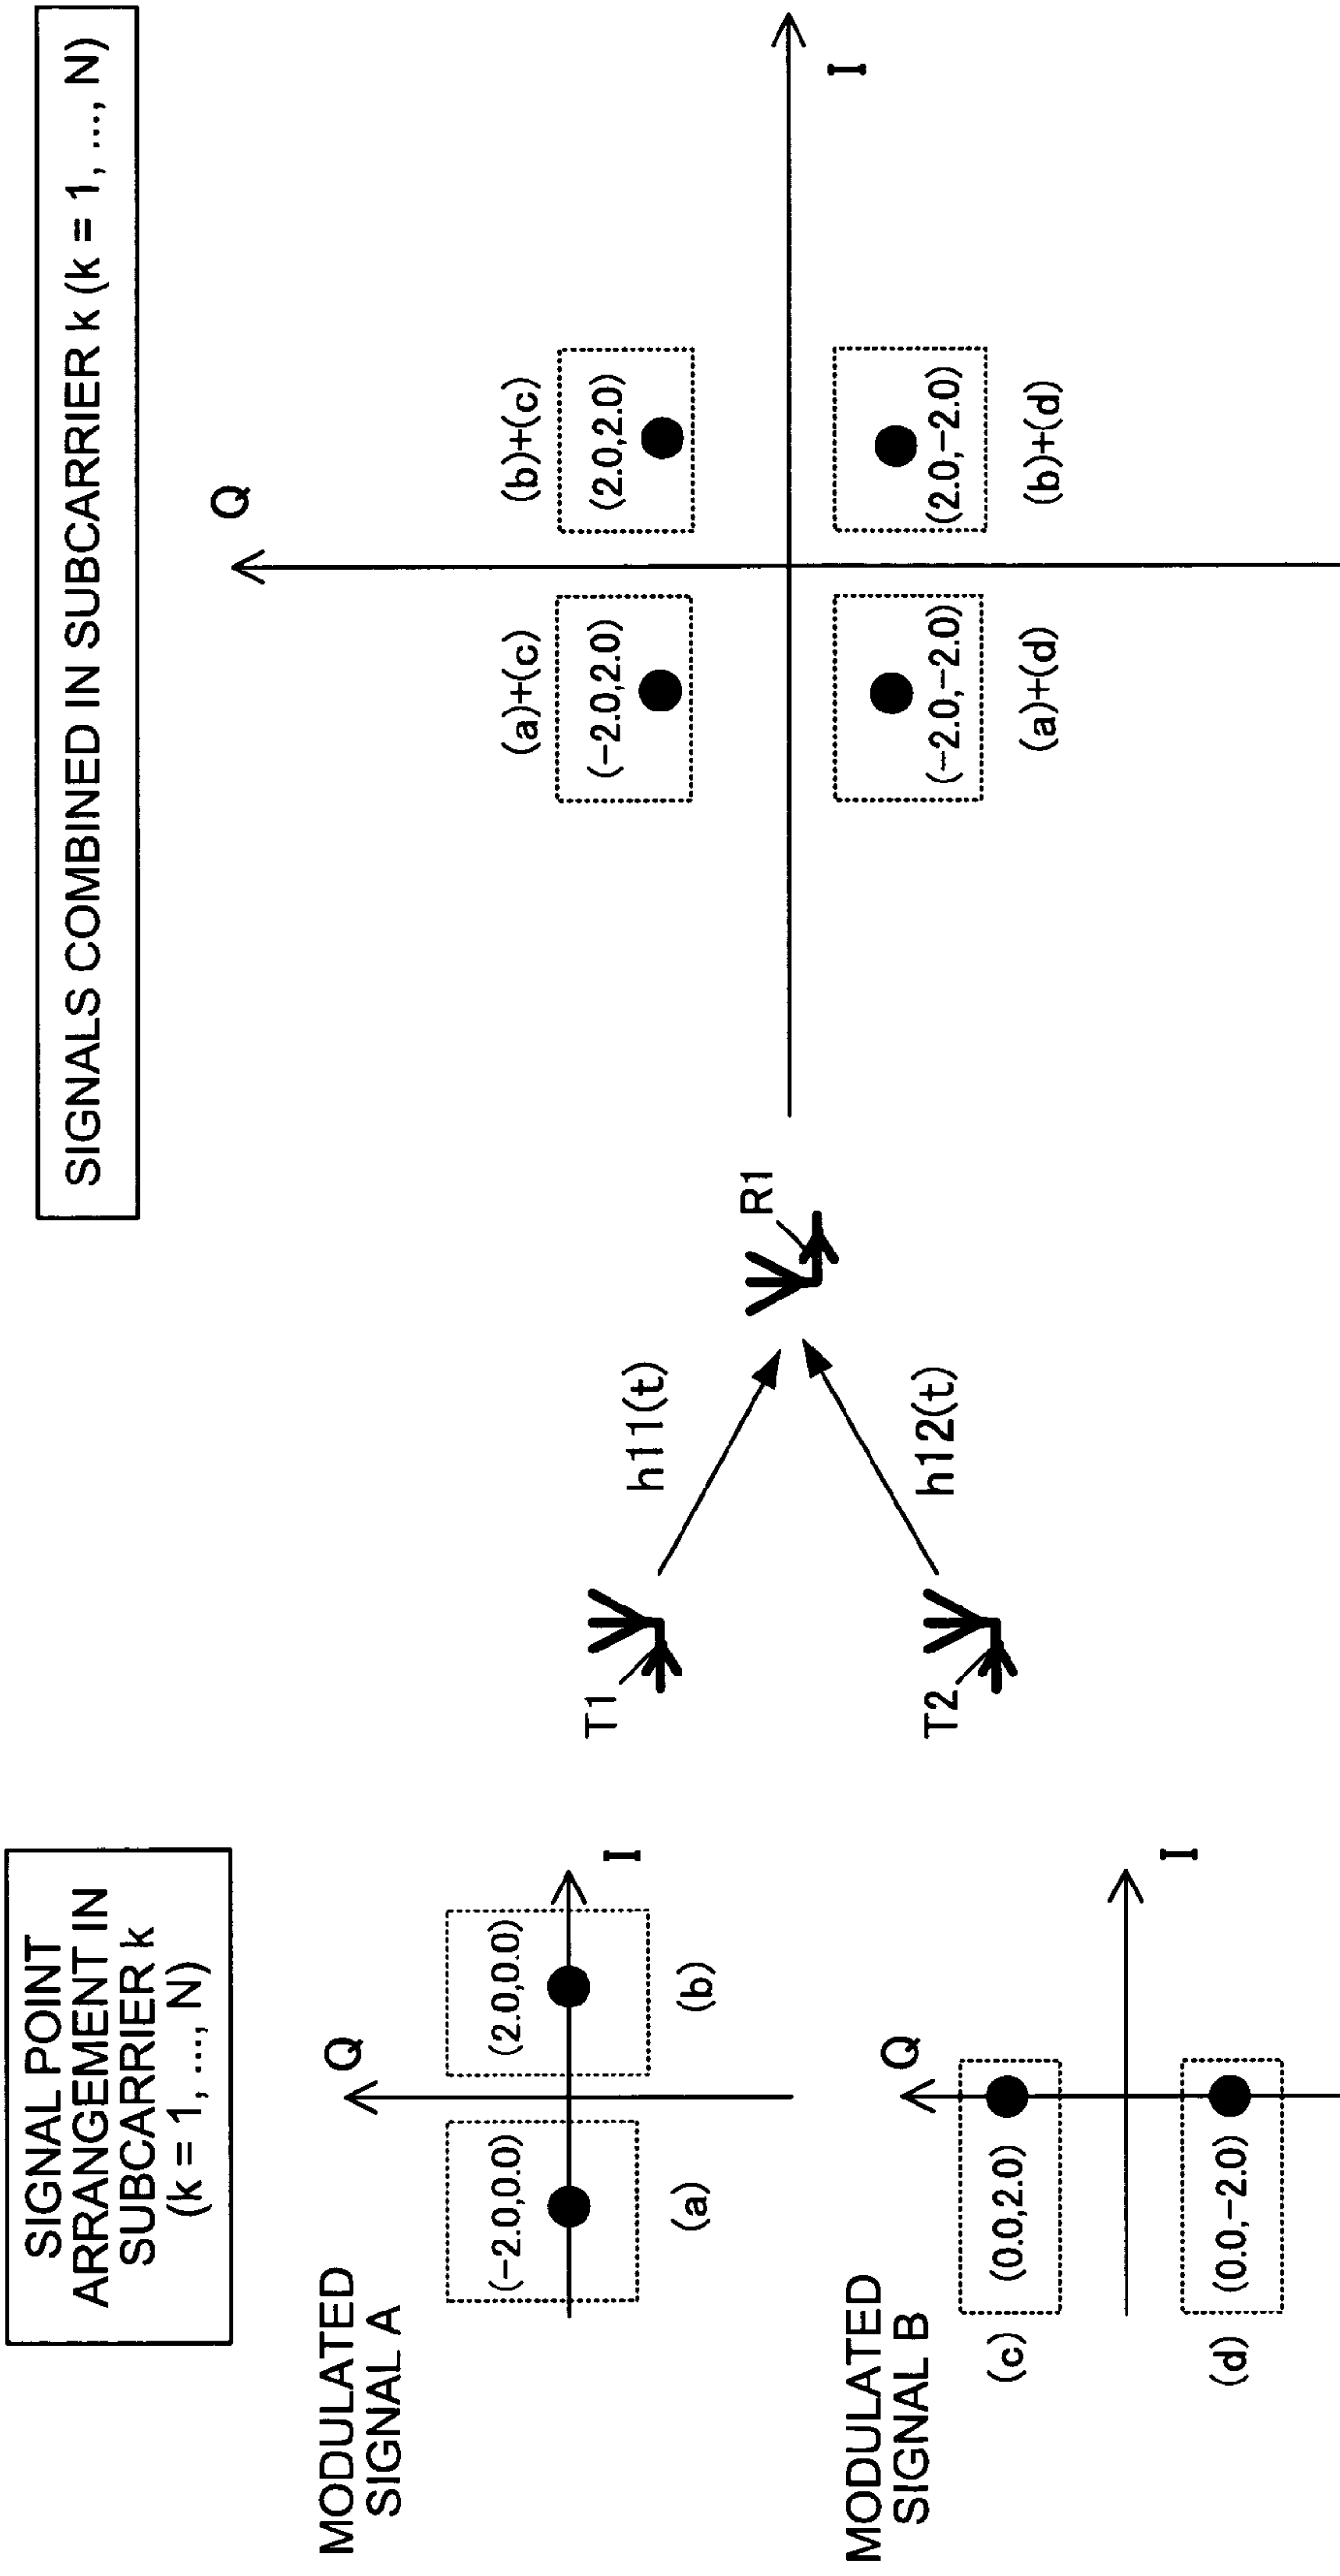 SIGNAL POINT
ARRANGEMENT IN
SUBCARRIER k
(k = 1, ..., N)
SIGNALS COMBINED IN SUBCARRIER k (k = 1, ..., N)
MODULATED
SIGNAL A
Q
I
(-2.0,0.0)
(2.0,0.0)
(a)
(b)
MODULATED
SIGNAL B
Q
I
(c)
(0.0,2.0)
(d)
(0.0,-2.0)
T1
T2
h11(t)
h12(t)
R1
Q
I
(a)+(c)
(b)+(c)
(-2.0,2.0)
(2.0,2.0)
(-2.0,-2.0)
(2.0,-2.0)
(a)+(d)
(b)+(d)